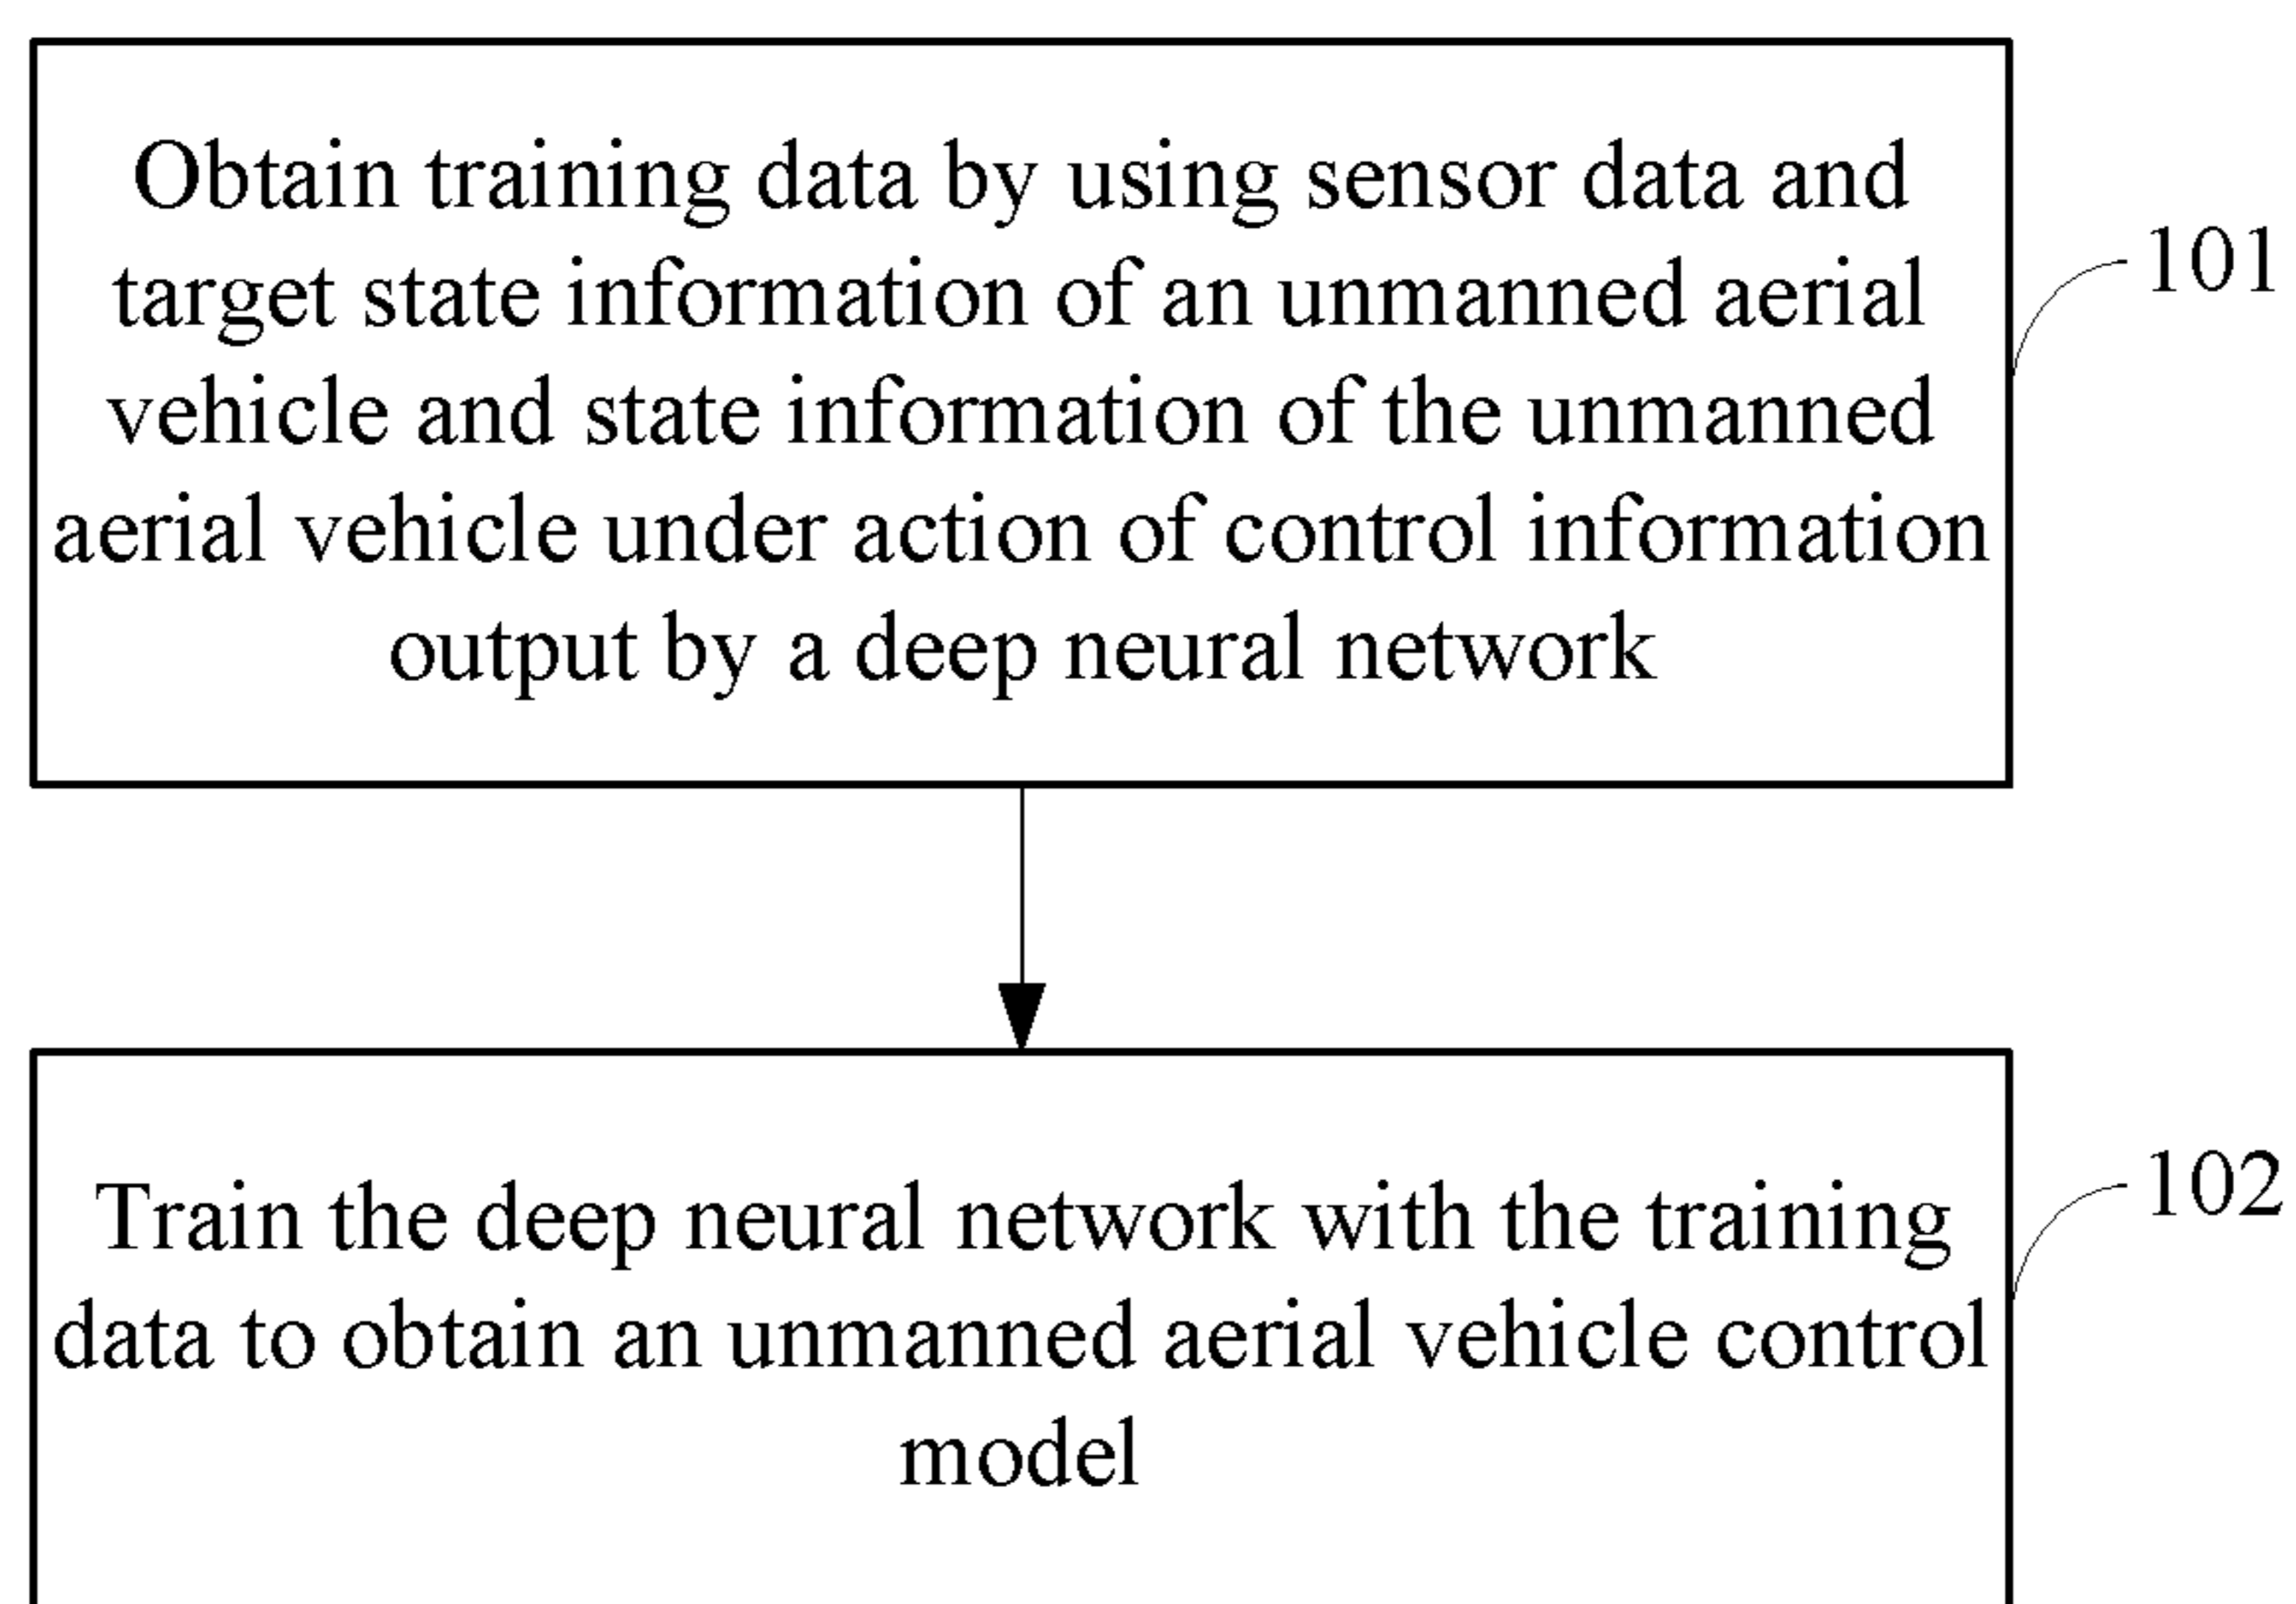 Obtain training data by using sensor data and
target state information of an unmanned aerial
vehicle and state information of the unmanned
aerial vehicle under action of control information
output by a deep neural network
101
Train the deep neural network with the training
data to obtain an unmanned aerial vehicle control
model
102